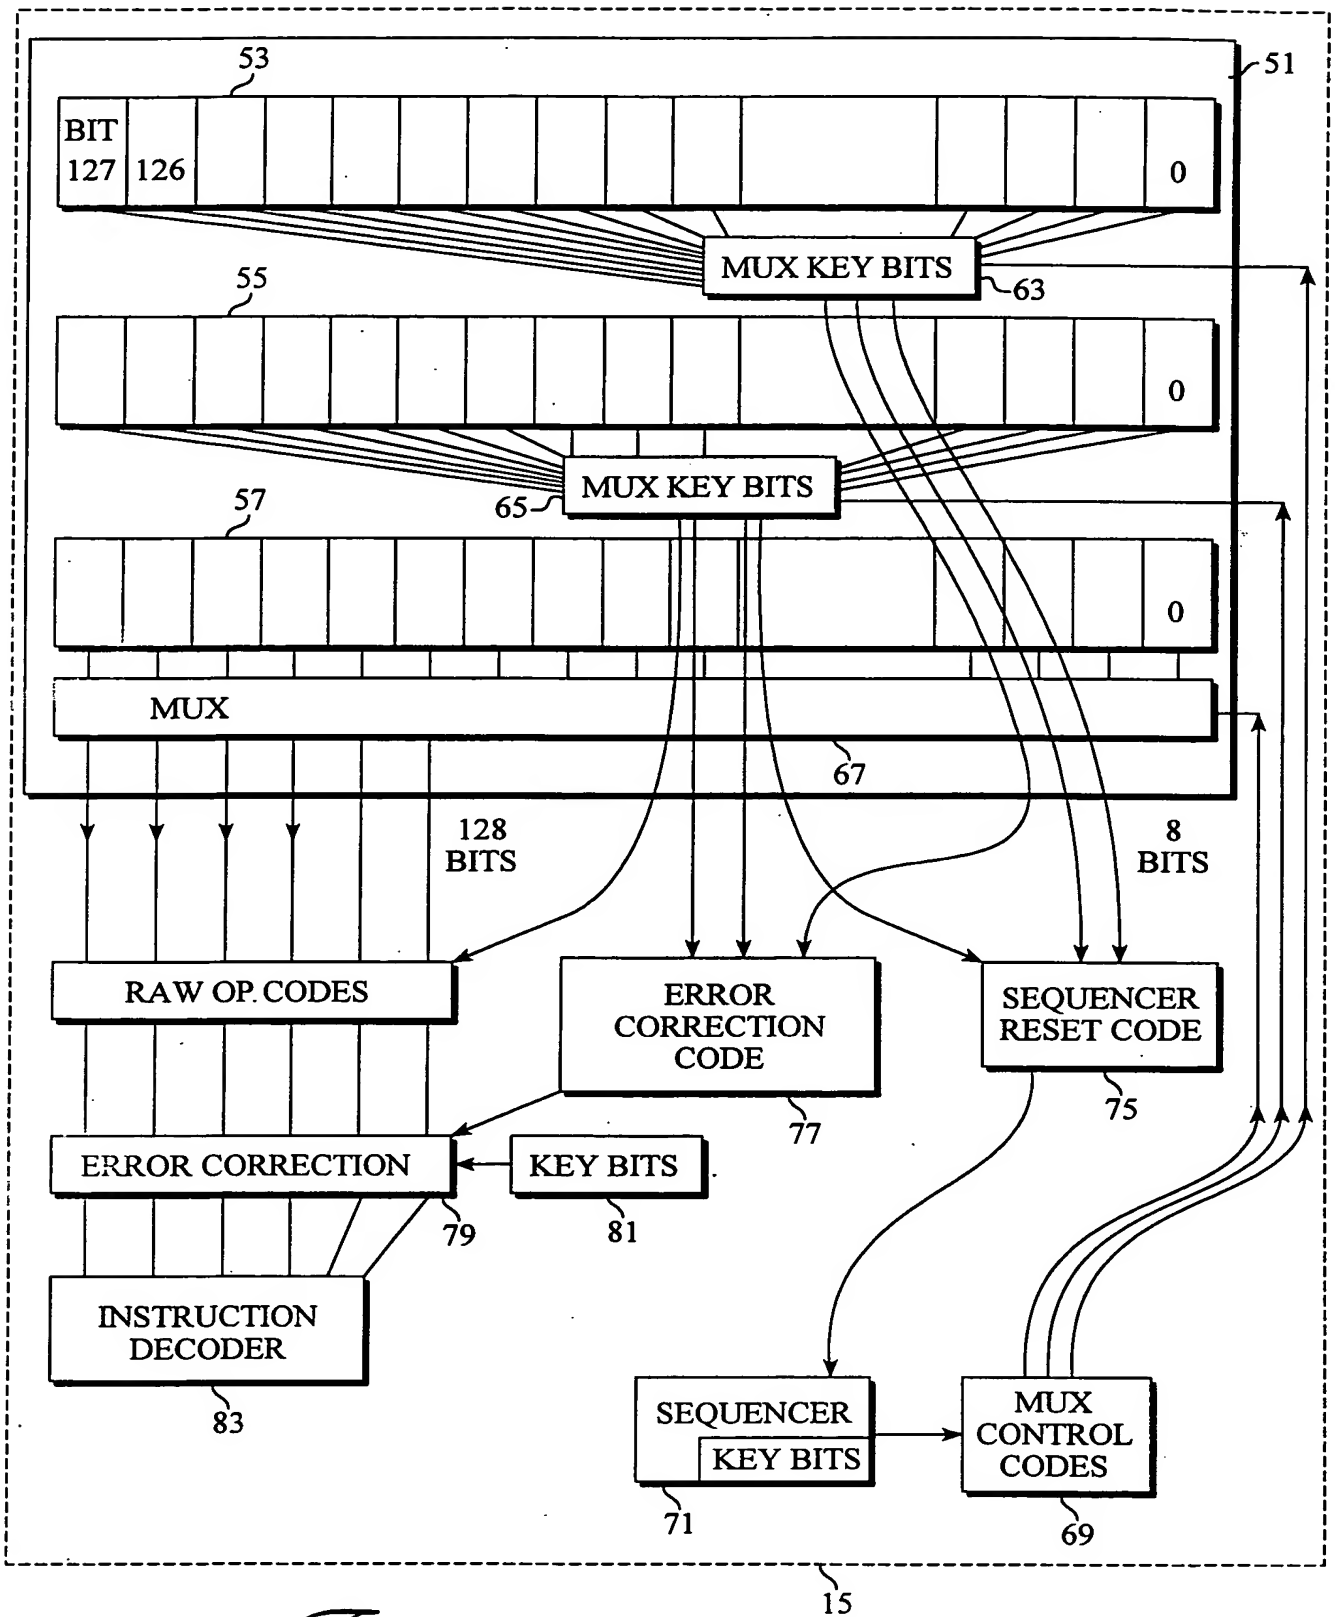 53
51
BIT
127
126
0
MUX KEY BITS
63
55
0
MUX KEY BITS
65
57
0
MUX
67
128
BITS
8
BITS
RAW OP. CODES
ERROR
CORRECTION
CODE
77
SEQUENCER
RESET CODE
75
ERROR CORRECTION
79
KEY BITS
81
INSTRUCTION
DECODER
83
SEQUENCER
KEY BITS
71
MUX
CONTROL
CODES
69
15